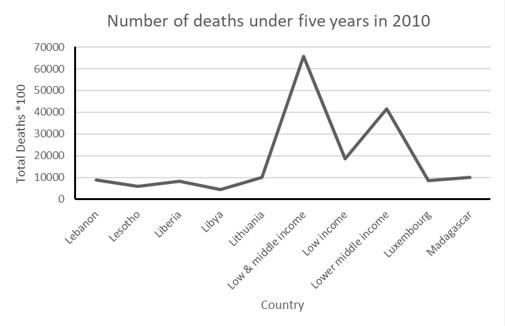 Number of deaths under five years in 2010
Total Deaths *100
70000
60000
50000
40000
30000
20000
10000
0
Lebanon
Lesotho
Liberia
Libya
Lithuania
Low & middle income
Low income
Lower middle income
Luxembourg
Madagascar
Country